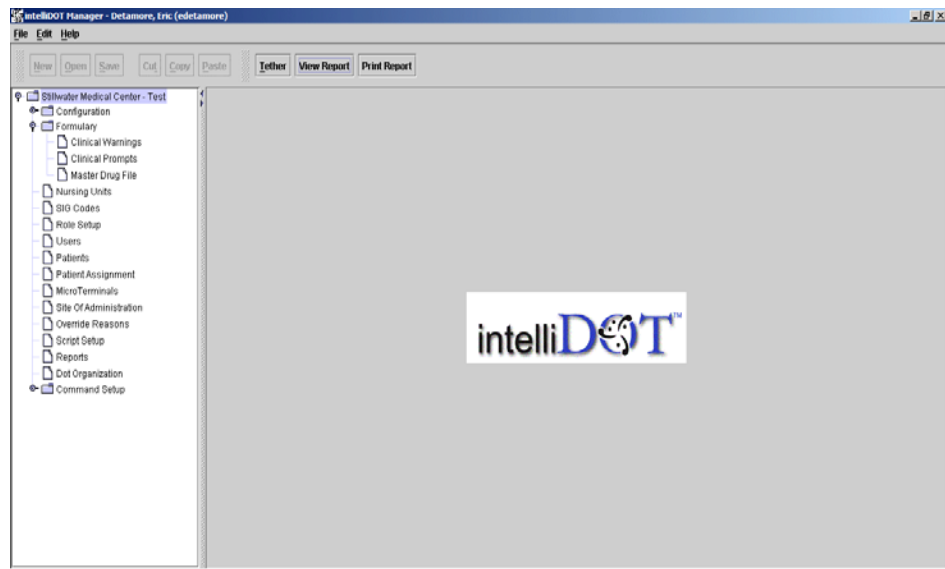 intelliDOT Manager - Detamore, Eric (edetamore)
File Edit Help
New Open Save Cut Copy Paste Tether View Report Print Report
Stillwater Medical Center - Test
Configuration
Formulary
Clinical Warnings
Clinical Prompts
Master Drug File
Nursing Units
SIG Codes
Role Setup
Users
Patients
Patient Assignment
MicroTerminals
Site Of Administration
Override Reasons
Script Setup
Reports
Dot Organization
Command Setup
intelliDOT™